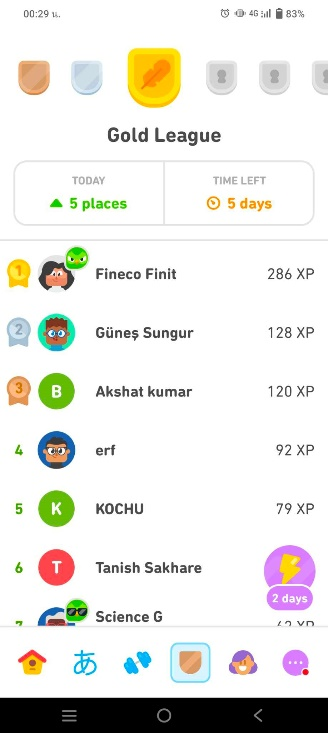 00:29 น.
4G
83%
Gold League
TODAY
TIME LEFT
5 places
5 days
1
Fineco Finit
286 XP
2
Güneş Sungur
128 XP
3
B
Akshat kumar
120 XP
4
erf
92 XP
5
K
KOCHU
79 XP
6
T
Tanish Sakhare
2 days
7
Science G
XP
あ